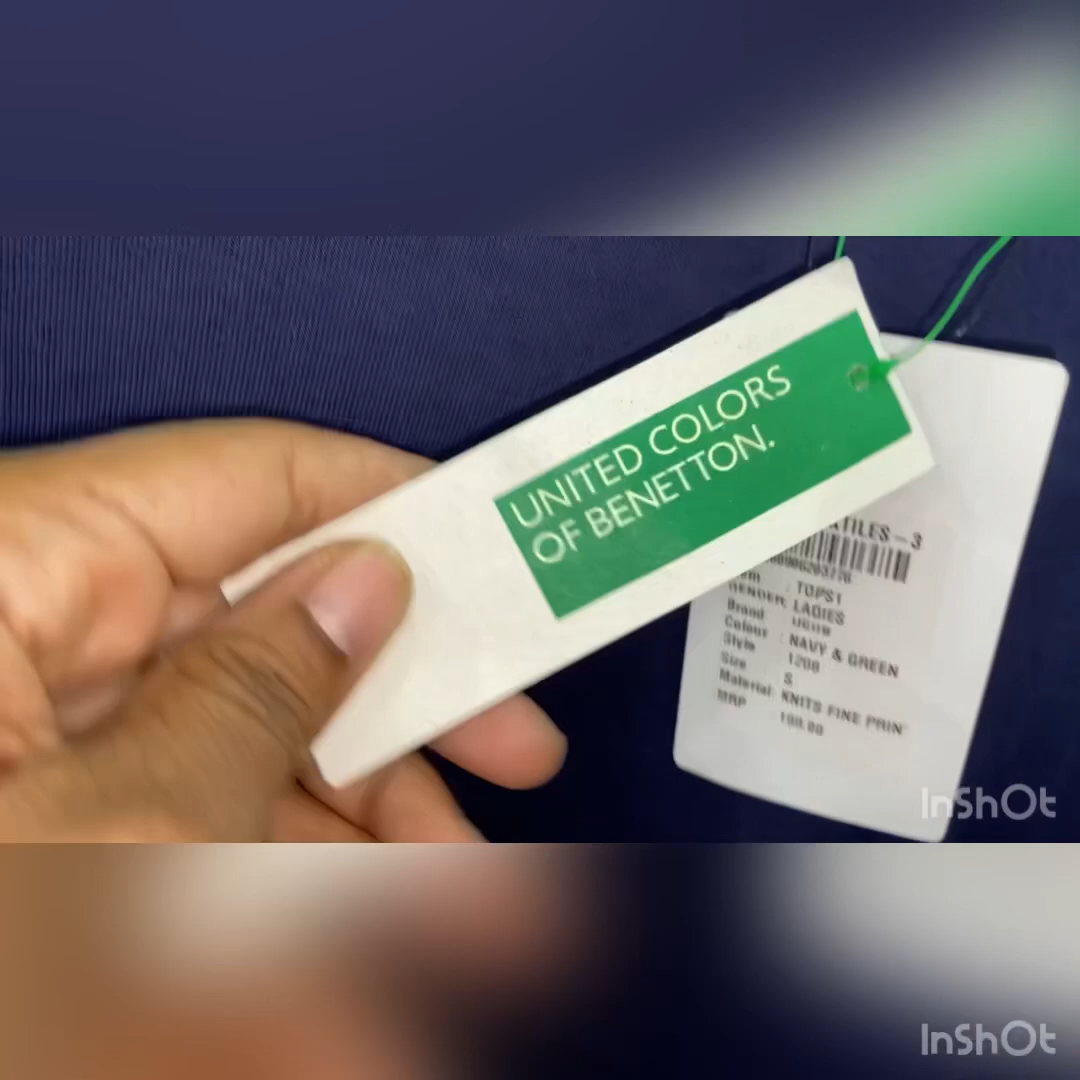 UNITED COLORS
OF BENETTON.
TILES-3
: TOPS1
GENDER: LADIES
Brand
Colour : NAVY & GREEN
Style : 1208
Size : S
Material: KNITS FINE PRIN
MRP
InShOt
InShOt